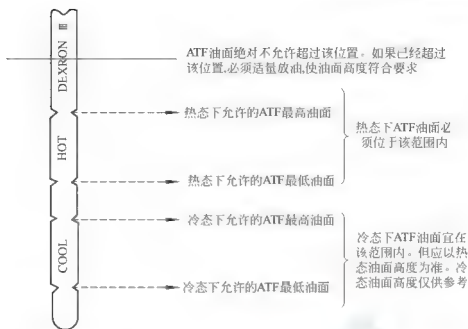 DEXRON Ⅲ
HOT
COOL
ATF油面绝对不允许超过该位置。如果已经超过
该位置,必须适量放油,使油面高度符合要求
热态下允许的ATF最高油面
热态下ATF油面必
须位于该范围内
热态下允许的ATF最低油面
冷态下允许的ATF最高油面
冷态下ATF油面宜在
该范围内。但应以热
态油面高度为准。冷
态油面高度仅供参考
冷态下允许的ATF最低油面